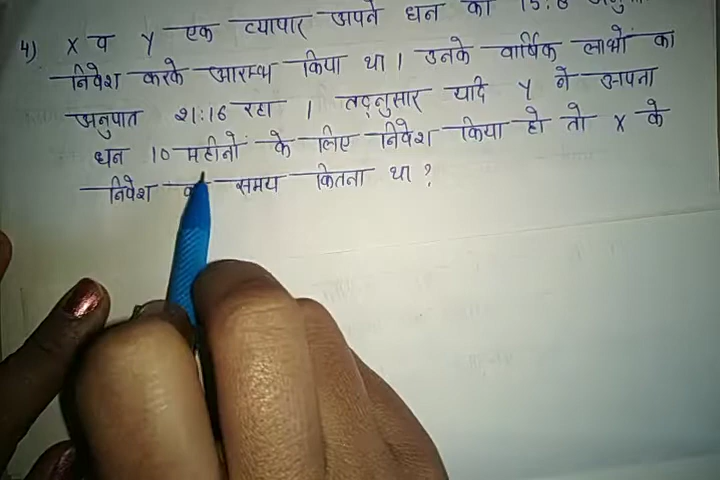 4) X व Y एक व्यापार अपने धन का 15:8
निवेश करके आरम्भ किया था । उनके वार्षिक लाभों का
अनुपात 21:16 रहा । तद्नुसार यदि Y ने अपना
धन 10 महीनों के लिए निवेश किया हो तो X के
निवेश का समय कितना था ?